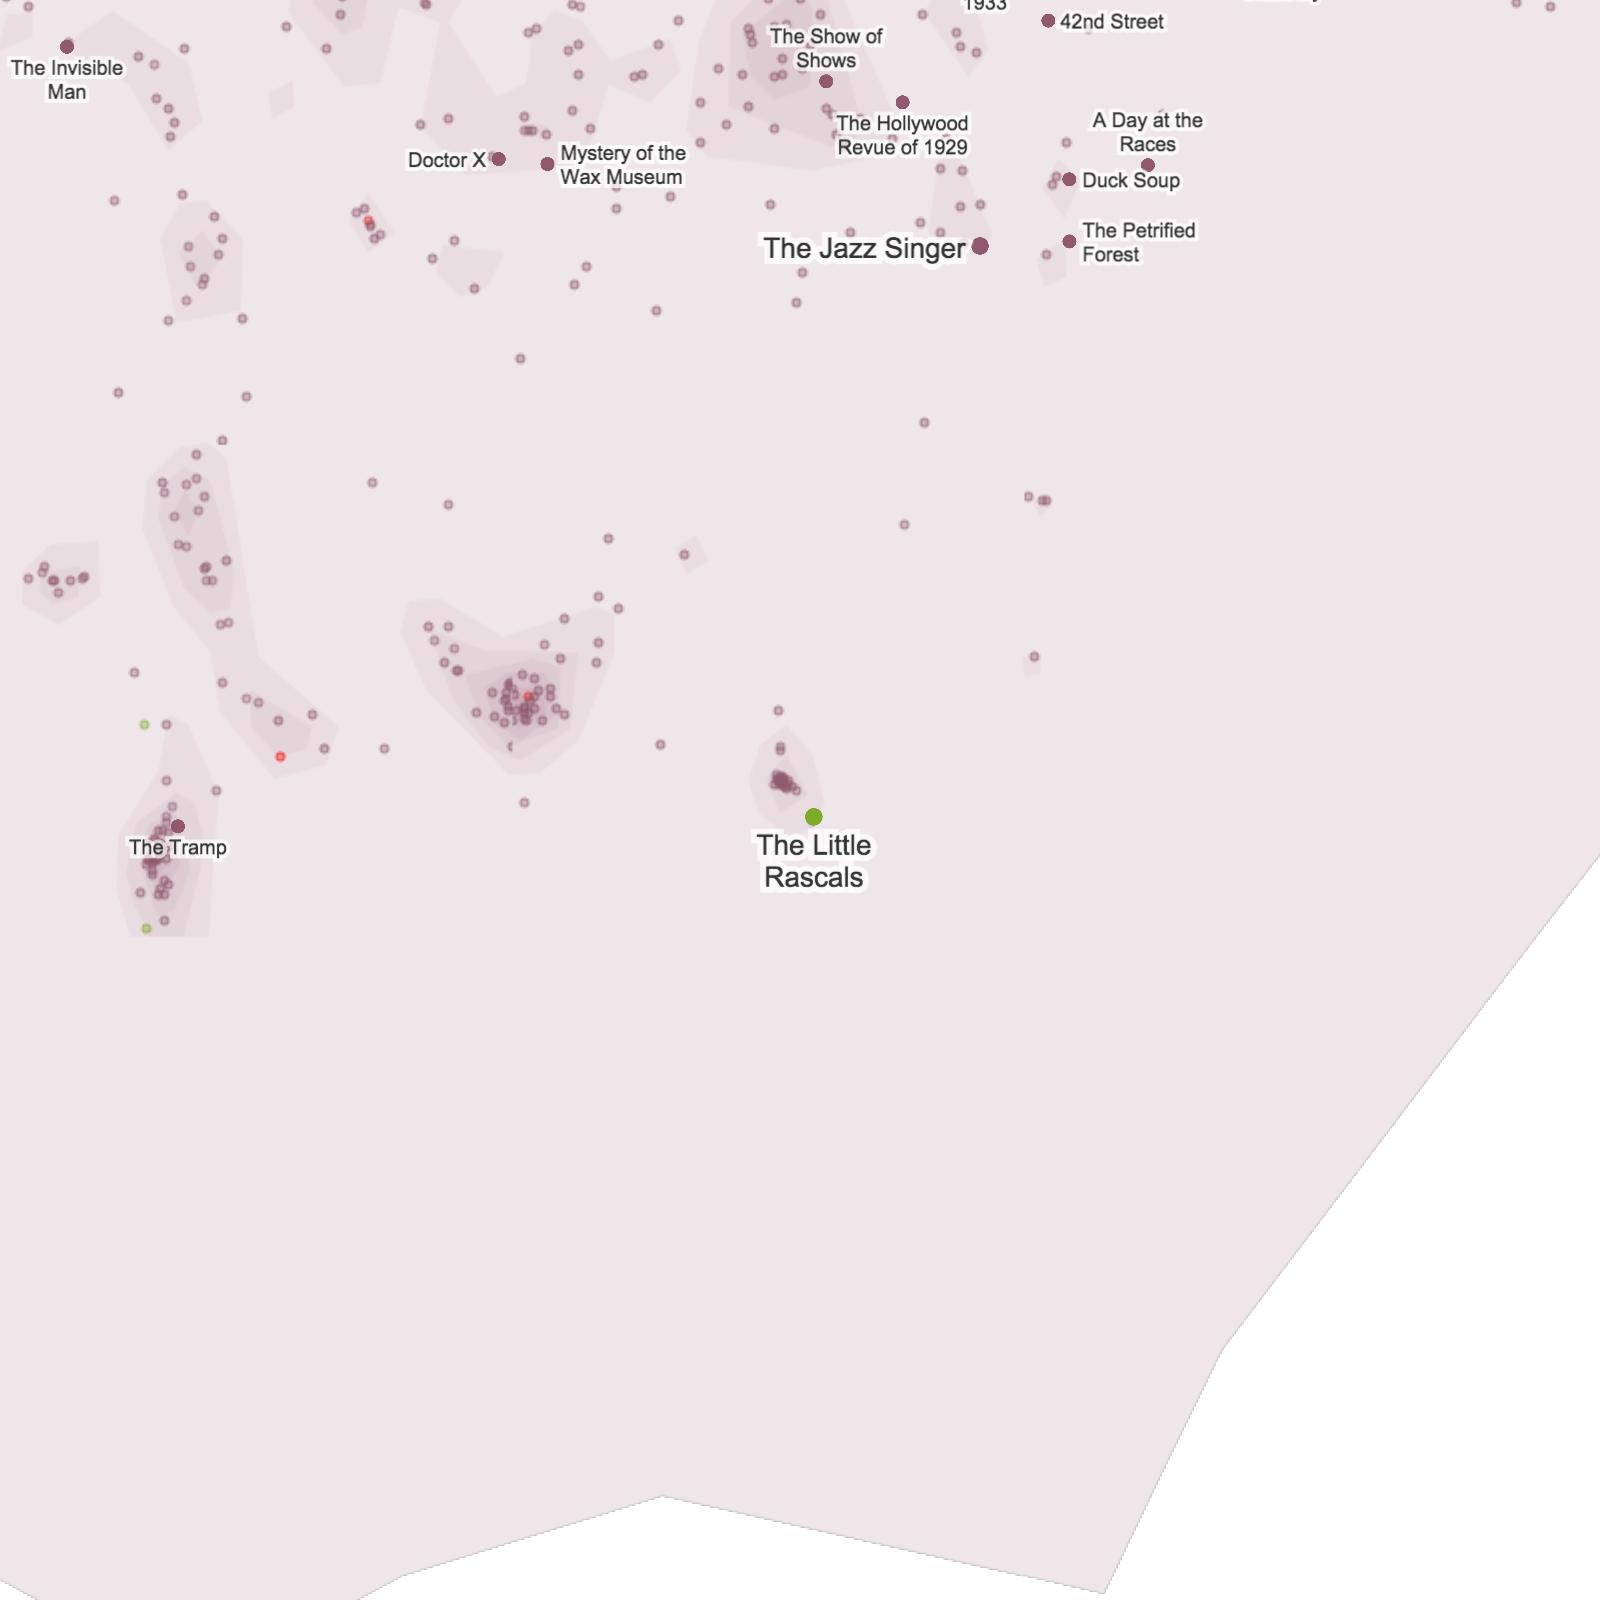 1933
42nd Street
The Show of
Shows
The Invisible
Man
The Hollywood
Revue of 1929
A Day at the
Races
Doctor X
Mystery of the
Wax Museum
Duck Soup
The Jazz Singer
The Petrified
Forest
The Tramp
The Little
Rascals